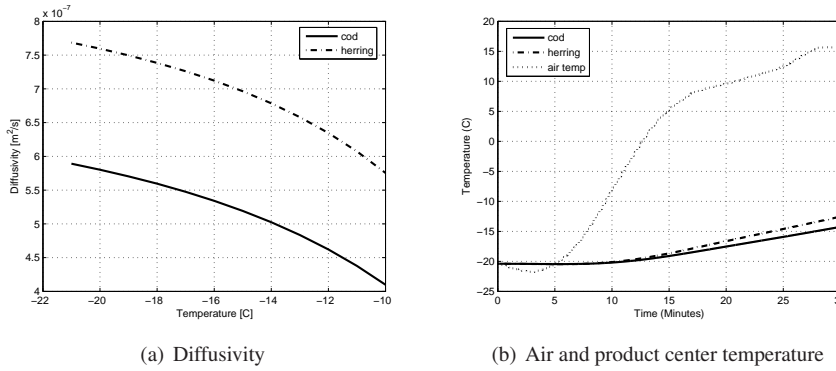 x 10⁻⁷
8
7.5
7
6.5
6
5.5
5
4.5
4
Diffusivity [m²/s]
−22 −20 −18 −16 −14 −12 −10
Temperature [C]
cod
herring
(a) Diffusivity
20
15
10
5
0
−5
−10
−15
−20
−25
Temperature (C)
0 5 10 15 20 25
Time (Minutes)
cod
herring
air temp
(b) Air and product center temperature